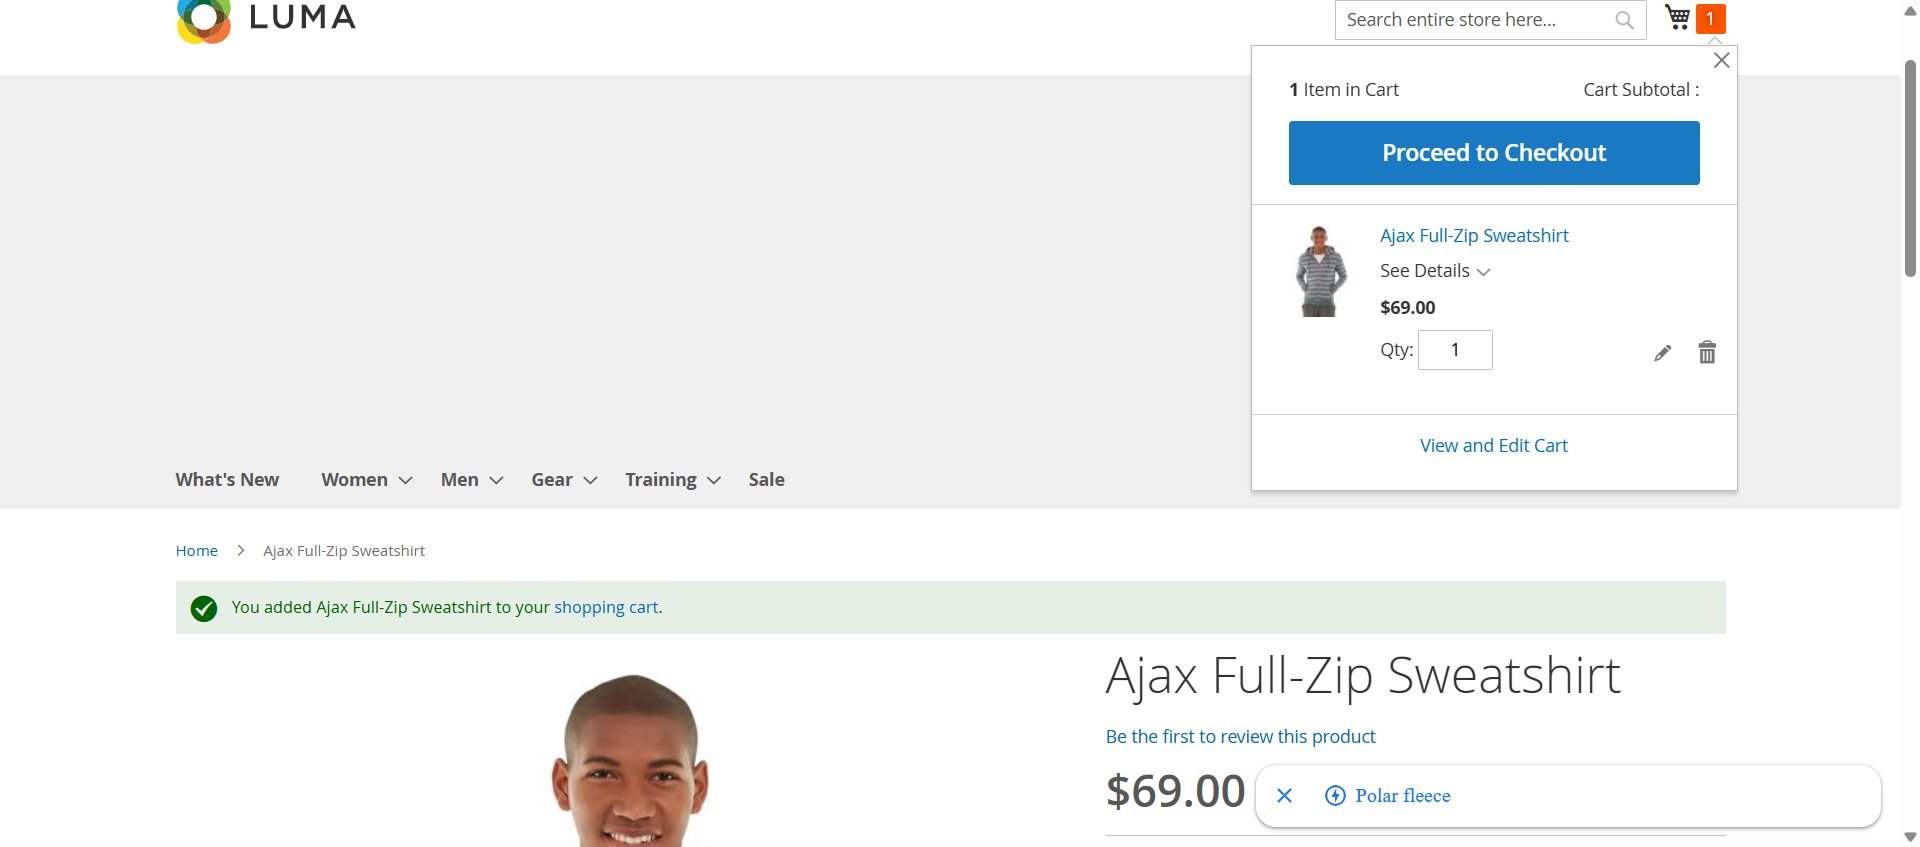 LUMA
Search entire store here...
1
1 Item in Cart
Cart Subtotal :
Proceed to Checkout
Ajax Full-Zip Sweatshirt
See Details
$69.00
Qty: 1
View and Edit Cart
What's New
Women
Men
Gear
Training
Sale
Home
Ajax Full-Zip Sweatshirt
You added Ajax Full-Zip Sweatshirt to your shopping cart.
Ajax Full-Zip Sweatshirt
Be the first to review this product
$69.00
Polar fleece